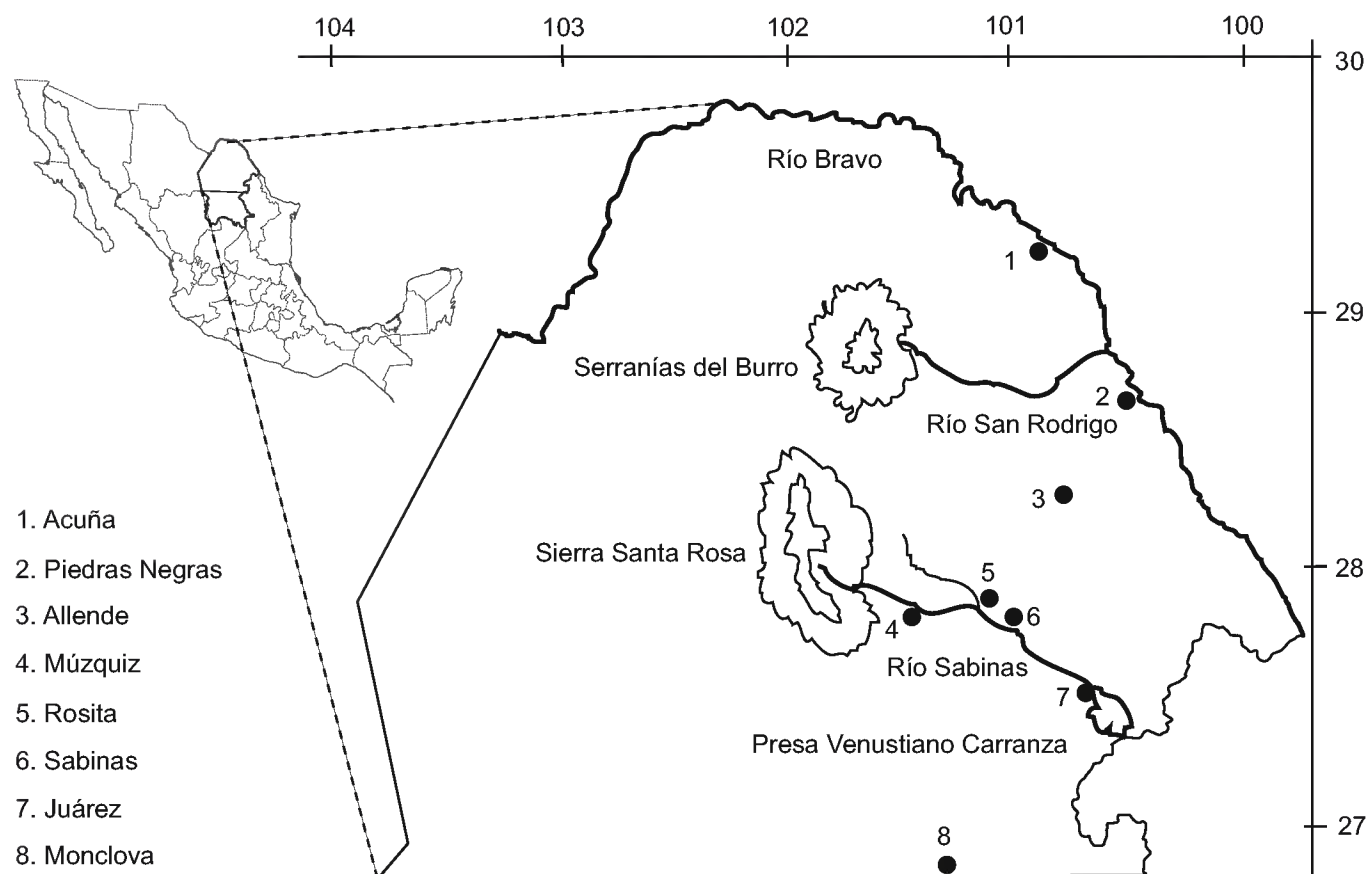 104
103
102
101
100
30
Río Bravo
1
29
Serranías del Burro
2
Río San Rodrigo
3
1. Acuña
Sierra Santa Rosa
28
2. Piedras Negras
5
3. Allende
6
4
4. Múzquiz
Río Sabinas
7
5. Rosita
Presa Venustiano Carranza
6. Sabinas
7. Juárez
27
8
8. Monclova